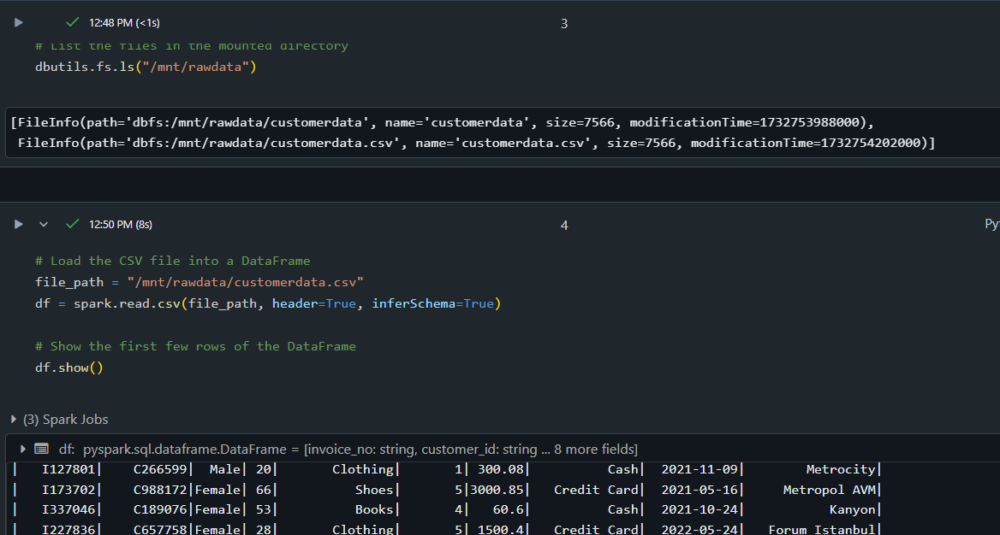 12:48 PM (<1s)
3
# List the files in the mounted directory
dbutils.fs.ls("/mnt/rawdata")
[FileInfo(path='dbfs:/mnt/rawdata/customerdata', name='customerdata', size=7566, modificationTime=1732753988000),
FileInfo(path='dbfs:/mnt/rawdata/customerdata.csv', name='customerdata.csv', size=7566, modificationTime=1732754202000)]
12:50 PM (8s)
4
Py
# Load the CSV file into a DataFrame
file_path = "/mnt/rawdata/customerdata.csv"
df = spark.read.csv(file_path, header=True, inferSchema=True)
# Show the first few rows of the DataFrame
df.show()
(3) Spark Jobs
df: pyspark.sql.dataframe.DataFrame = [invoice_no: string, customer_id: string ... 8 more fields]
|   I127801|    C266599|  Male| 20|       Clothing|       1| 300.08|          Cash|  2021-11-09|        Metrocity|
|   I173702|    C988172|Female| 66|          Shoes|       5|3000.85|   Credit Card|  2021-05-16|     Metropol AVM|
|   I337046|    C189076|Female| 53|          Books|       4|   60.6|          Cash|  2021-10-24|           Kanyon|
|   I227836|    C657758|Female| 28|       Clothing|       5| 1500.4|   Credit Card|  2022-05-24|   Forum Istanbul|